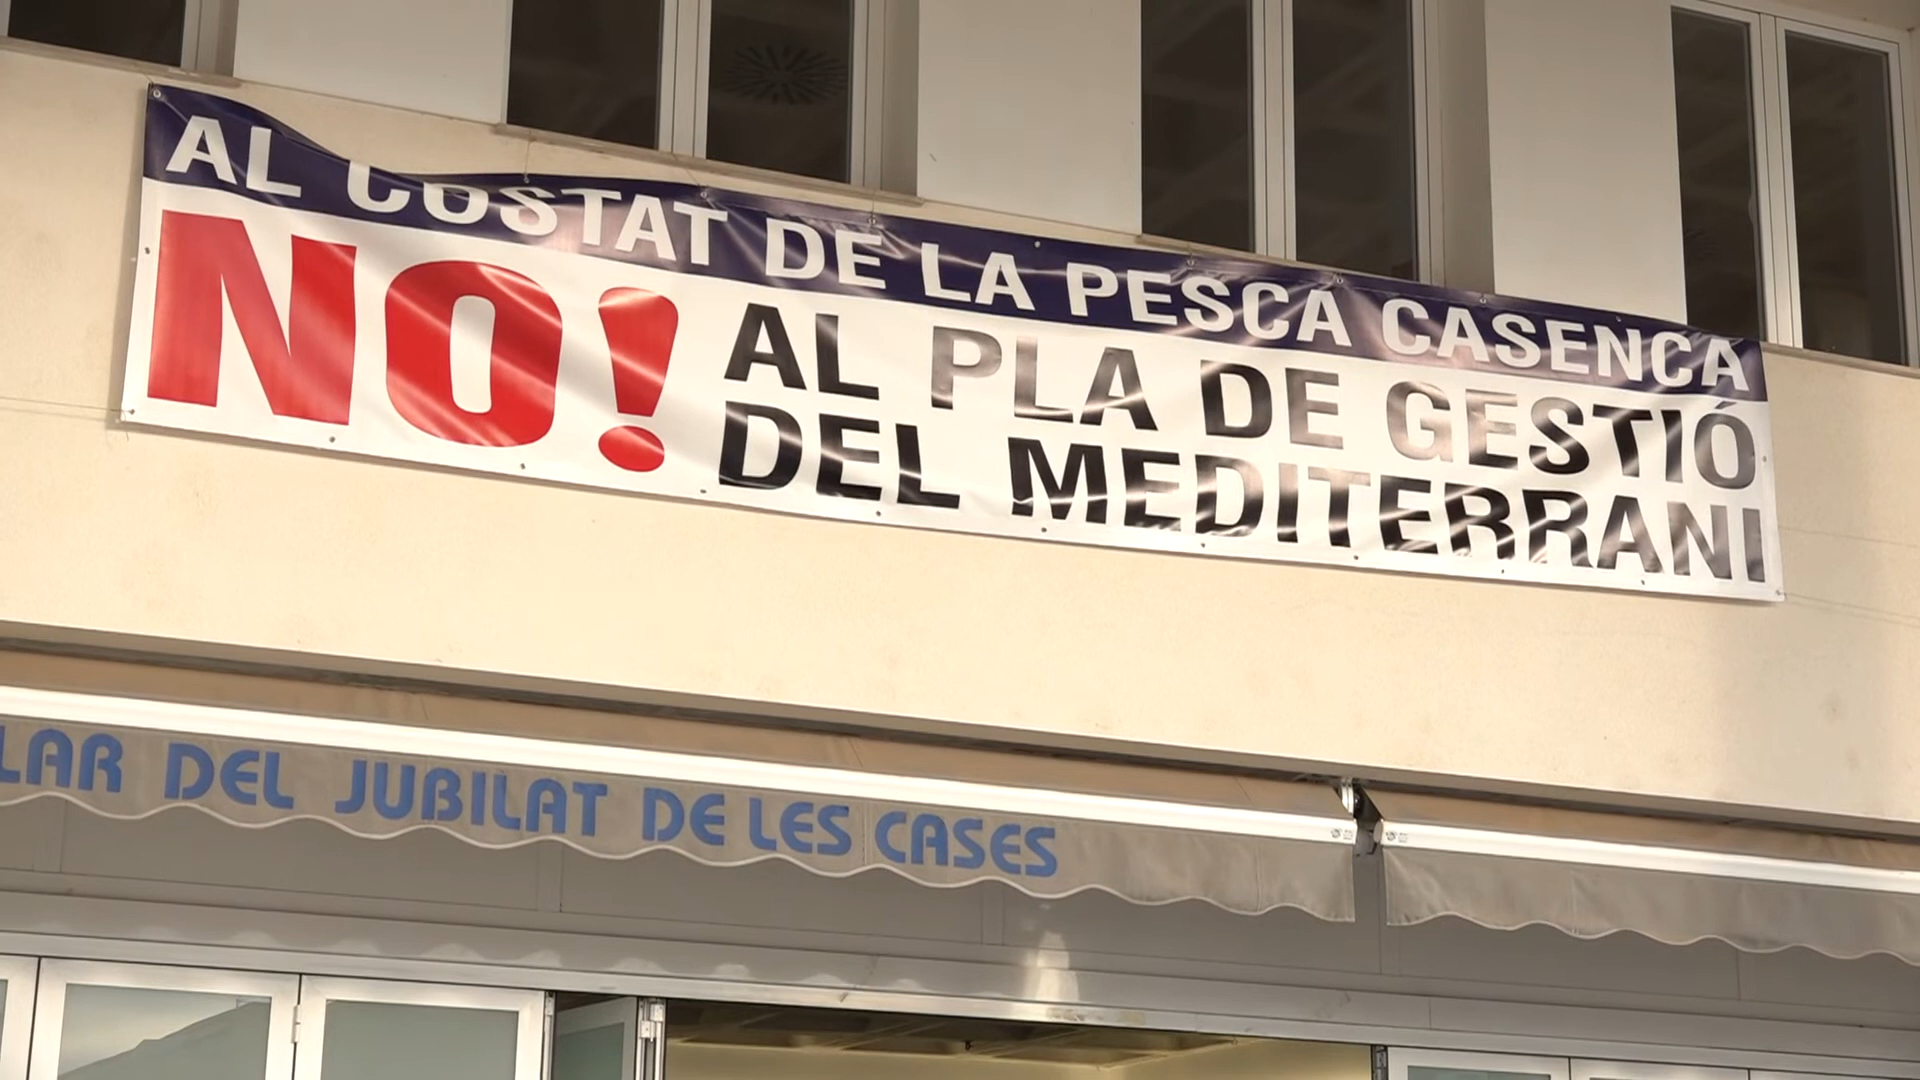 AL COSTAT DE LA PESCA CASENCA
NO! AL PLA DE GESTIÓ
DEL MEDITERRANI
LAR DEL JUBILAT DE LES CASES